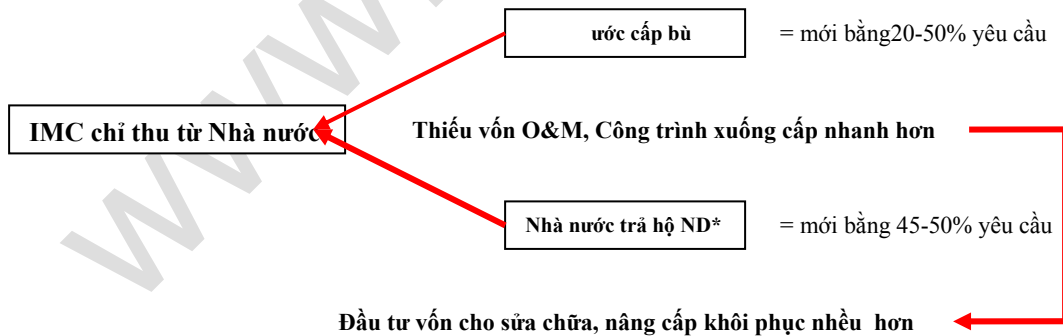 ước cấp bù = mới bằng20-50% yêu cầu
IMC chỉ thu từ Nhà nước Thiếu vốn O&M, Công trình xuống cấp nhanh hơn
Nhà nước trả hộ ND* = mới bằng 45-50% yêu cầu
Đầu tư vốn cho sửa chữa, nâng cấp khôi phục nhều hơn